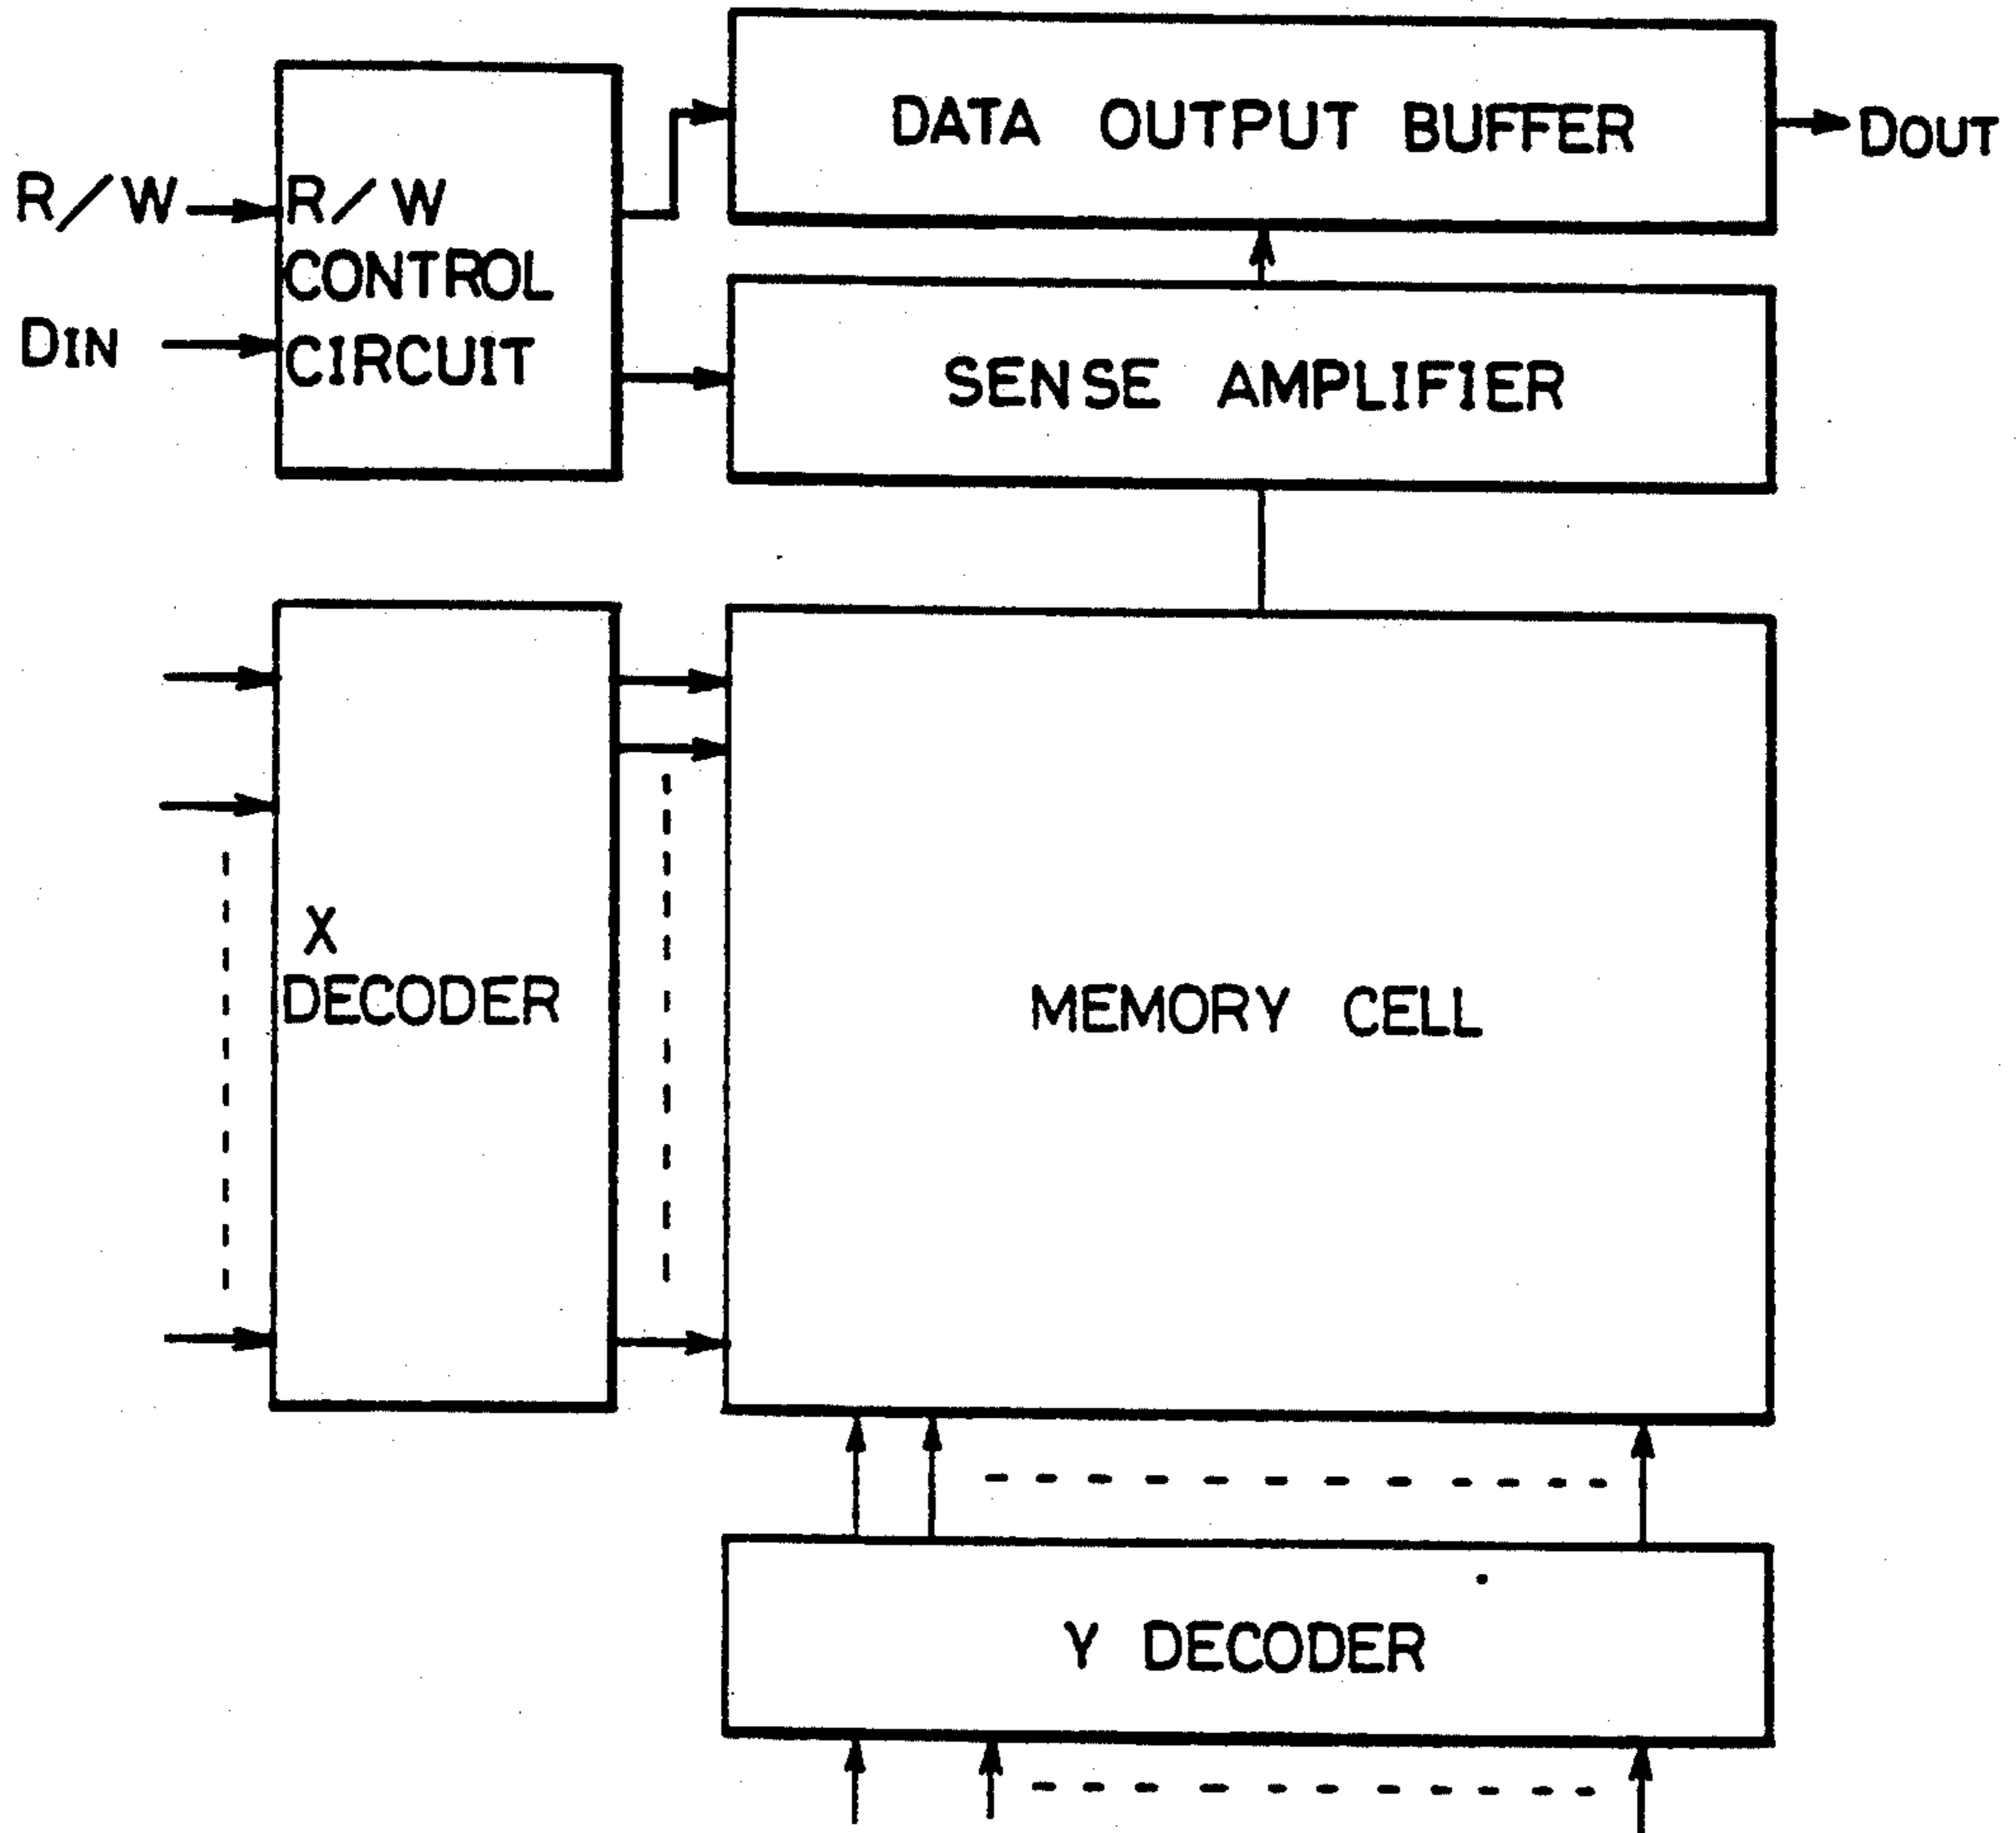 DATA OUTPUT BUFFER
DOUT
R/W
R/W
CONTROL
CIRCUIT
DIN
SENSE AMPLIFIER
X
DECODER
MEMORY CELL
Y DECODER